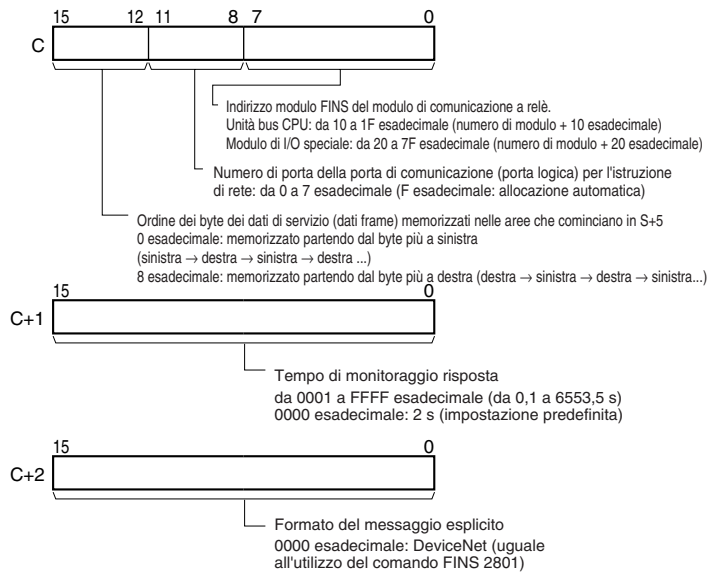 15 12 11 8 7 0
C
Indirizzo modulo FINS del modulo di comunicazione a relè.
Unità bus CPU: da 10 a 1F esadecimale (numero di modulo + 10 esadecimale)
Modulo di I/O speciale: da 20 a 7F esadecimale (numero di modulo + 20 esadecimale)
Numero di porta della porta di comunicazione (porta logica) per l'istruzione
di rete: da 0 a 7 esadecimale (F esadecimale: allocazione automatica)
Ordine dei byte dei dati di servizio (dati frame) memorizzati nelle aree che cominciano in S+5
0 esadecimale: memorizzato partendo dal byte più a sinistra
(sinistra → destra → sinistra → destra ...)
8 esadecimale: memorizzato partendo dal byte più a destra (destra → sinistra → destra → sinistra...)
15 0
C+1
Tempo di monitoraggio risposta
da 0001 a FFFF esadecimale (da 0,1 a 6553,5 s)
0000 esadecimale: 2 s (impostazione predefinita)
15 0
C+2
Formato del messaggio esplicito
0000 esadecimale: DeviceNet (uguale
all'utilizzo del comando FINS 2801)